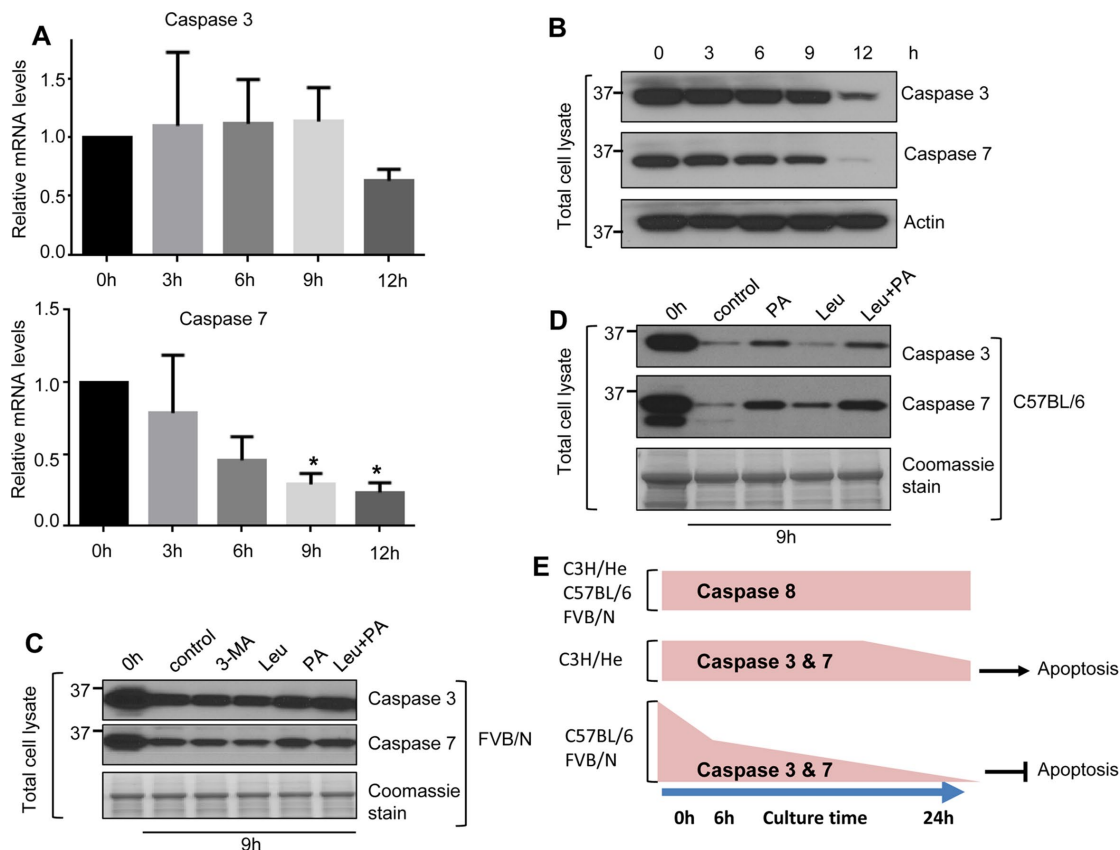 A
Caspase 3
Relative mRNA levels
1.5
1.0
0.5
0.0
0h
3h
6h
9h
12h
Caspase 7
Relative mRNA levels
1.5
1.0
0.5
0.0
*
*
0h
3h
6h
9h
12h
B
0 3 6 9 12 h
Total cell lysate
37
Caspase 3
37
Caspase 7
37
Actin
C
0h
control
3-MA
Leu
PA
Leu+PA
Total cell lysate
37
Caspase 3
37
Caspase 7
Coomassie
stain
FVB/N
9h
D
0h
control
PA
Leu
Leu+PA
Total cell lysate
37
Caspase 3
37
Caspase 7
Coomassie
stain
C57BL/6
9h
E
C3H/He
C57BL/6
FVB/N
Caspase 8
C3H/He
Caspase 3 & 7
Apoptosis
C57BL/6
FVB/N
Caspase 3 & 7
Apoptosis
0h 6h Culture time 24h